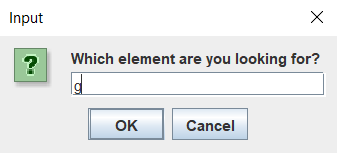 Input
Which element are you looking for?
g
OK Cancel